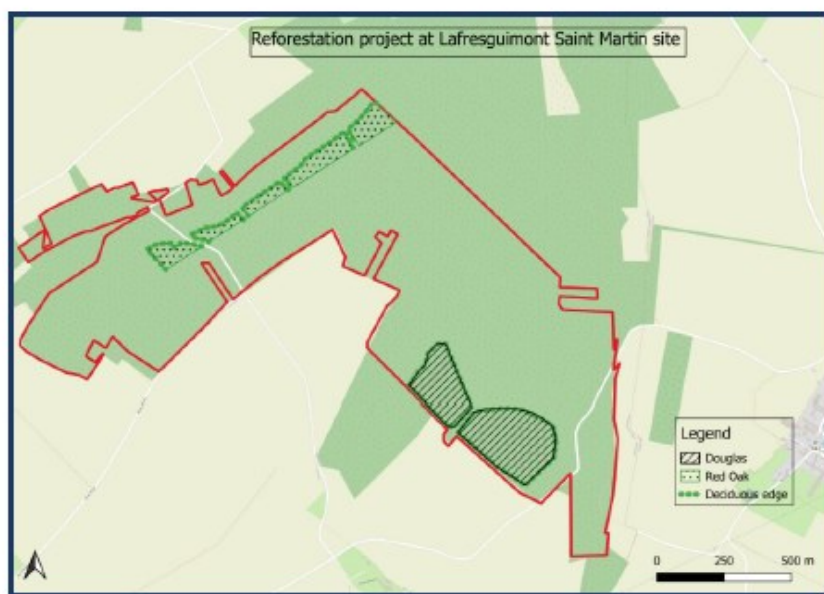 Reforestation project at Lafresguimont Saint Martin site
Legend
Douglas
Red Oak
Deciduous edge
0 250 500 m